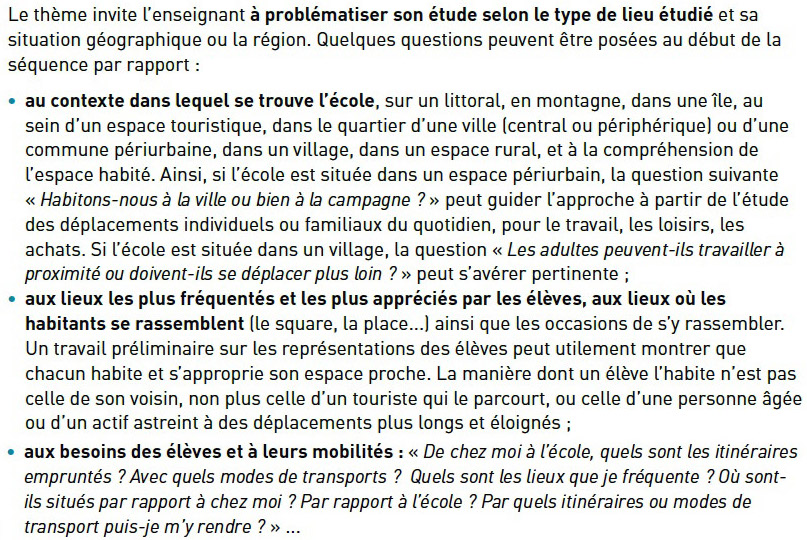 Le thème invite l'enseignant à problématiser son étude selon le type de lieu étudié et sa
situation géographique ou la région. Quelques questions peuvent être posées au début de la
séquence par rapport :
• au contexte dans lequel se trouve l'école, sur un littoral, en montagne, dans une île, au
sein d'un espace touristique, dans le quartier d'une ville (central ou périphérique) ou d'une
commune périurbaine, dans un village, dans un espace rural, et à la compréhension de
l'espace habité. Ainsi, si l'école est située dans un espace périurbain, la question suivante
« Habitons-nous à la ville ou bien à la campagne ? » peut guider l'approche à partir de l'étude
des déplacements individuels ou familiaux du quotidien, pour le travail, les loisirs, les
achats. Si l'école est située dans un village, la question « Les adultes peuvent-ils travailler à
proximité ou doivent-ils se déplacer plus loin ? » peut s'avérer pertinente ;
• aux lieux les plus fréquentés et les plus appréciés par les élèves, aux lieux où les
habitants se rassemblent (le square, la place...) ainsi que les occasions de s'y rassembler.
Un travail préliminaire sur les représentations des élèves peut utilement montrer que
chacun habite et s'approprie son espace proche. La manière dont un élève l'habite n'est pas
celle de son voisin, non plus celle d'un touriste qui le parcourt, ou celle d'une personne âgée
ou d'un actif astreint à des déplacements plus longs et éloignés ;
• aux besoins des élèves et à leurs mobilités : « De chez moi à l'école, quels sont les itinéraires
empruntés ? Avec quels modes de transports ? Quels sont les lieux que je fréquente ? Où sont-
ils situés par rapport à chez moi ? Par rapport à l'école ? Par quels itinéraires ou modes de
transport puis-je m'y rendre ? » ...